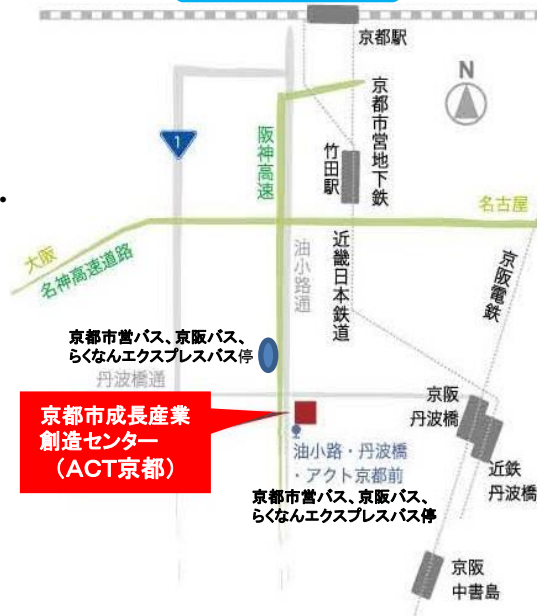 京都駅
N
京都市営地下鉄
1
阪神高速
竹田駅
名古屋
大阪
名神高速道路
油小路通
近畿日本鉄道
京阪電鉄
京都市営バス、京阪バス、
らくなんエクスプレスバス停
丹波橋通
京阪
丹波橋
京都市成長産業
創造センター
（ACT京都）
油小路・丹波橋
・アクト京都前
近鉄
丹波橋
京都市営バス、京阪バス、
らくなんエクスプレスバス停
京阪
中書島